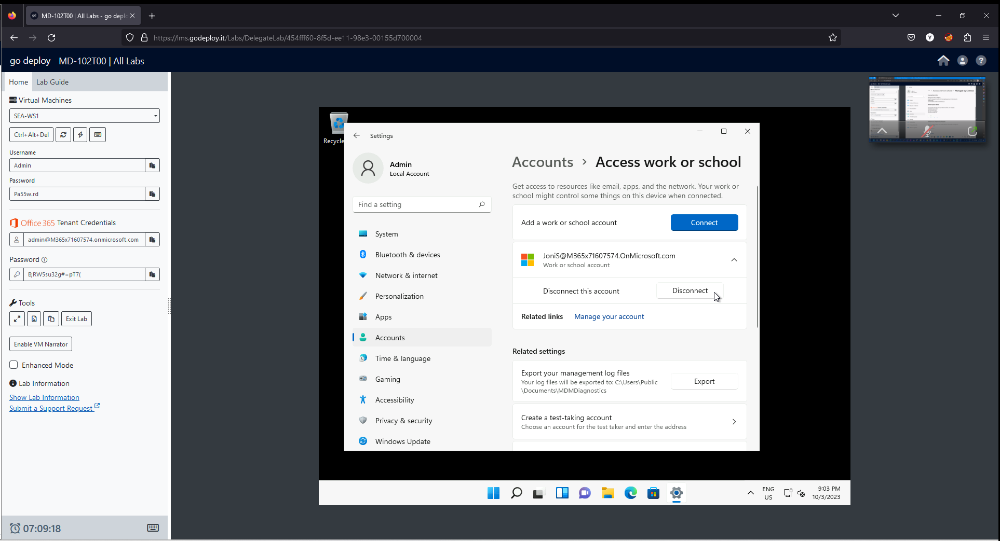 MD-102T00 | All Labs - go deplo
https://lms.godeploy.it/Labs/DelegateLab/454fff60-8f5d-ee11-98e3-00155d700004
go deploy MD-102T00 | All Labs
Home Lab Guide
Virtual Machines
SEA-WS1
Ctrl+Alt+Del
Username
Admin
Password
Pa55w.rd
Office 365 Tenant Credentials
admin@M365x71607574.onmicrosoft.com
Password
B;RW5su32g#=pT7(
Tools
Exit Lab
Enable VM Narrator
Enhanced Mode
Lab Information
Show Lab Information
Submit a Support Request
07:09:18
Recycle
Settings
Admin
Local Account
Find a setting
System
Bluetooth & devices
Network & internet
Personalization
Apps
Accounts
Time & language
Gaming
Accessibility
Privacy & security
Windows Update
Accounts › Access work or school
Get access to resources like email, apps, and the network. Your work or
school might control some things on this device when connected.
Add a work or school account Connect
JoniS@M365x71607574.OnMicrosoft.com
Work or school account
Disconnect this account Disconnect
Related links Manage your account
Related settings
Export your management log files
Your log files will be exported to: C:\Users\Public
\Documents\MDMDiagnostics
Export
Create a test-taking account
Choose an account for the test taker and enter the address
ENG
US
9:03 PM
10/3/2023